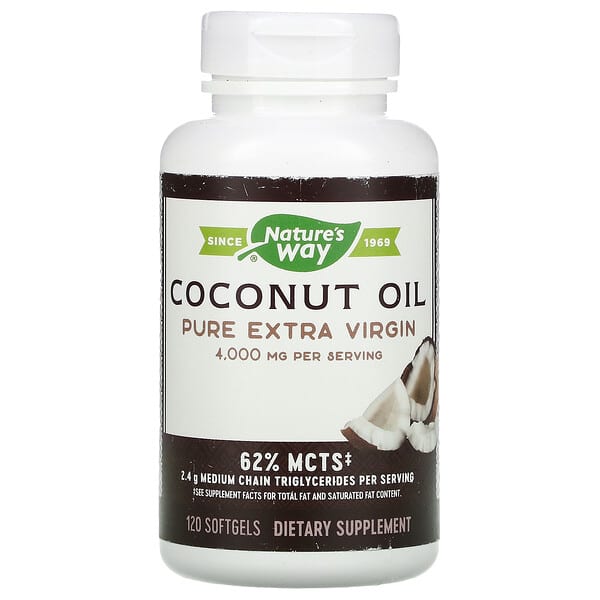 SINCE Nature's Way® 1969
COCONUT OIL
PURE EXTRA VIRGIN
4,000 MG PER SERVING
62% MCTS‡
2.4 g MEDIUM CHAIN TRIGLYCERIDES PER SERVING
‡SEE SUPPLEMENT FACTS FOR TOTAL FAT AND SATURATED FAT CONTENT.
120 SOFTGELS DIETARY SUPPLEMENT